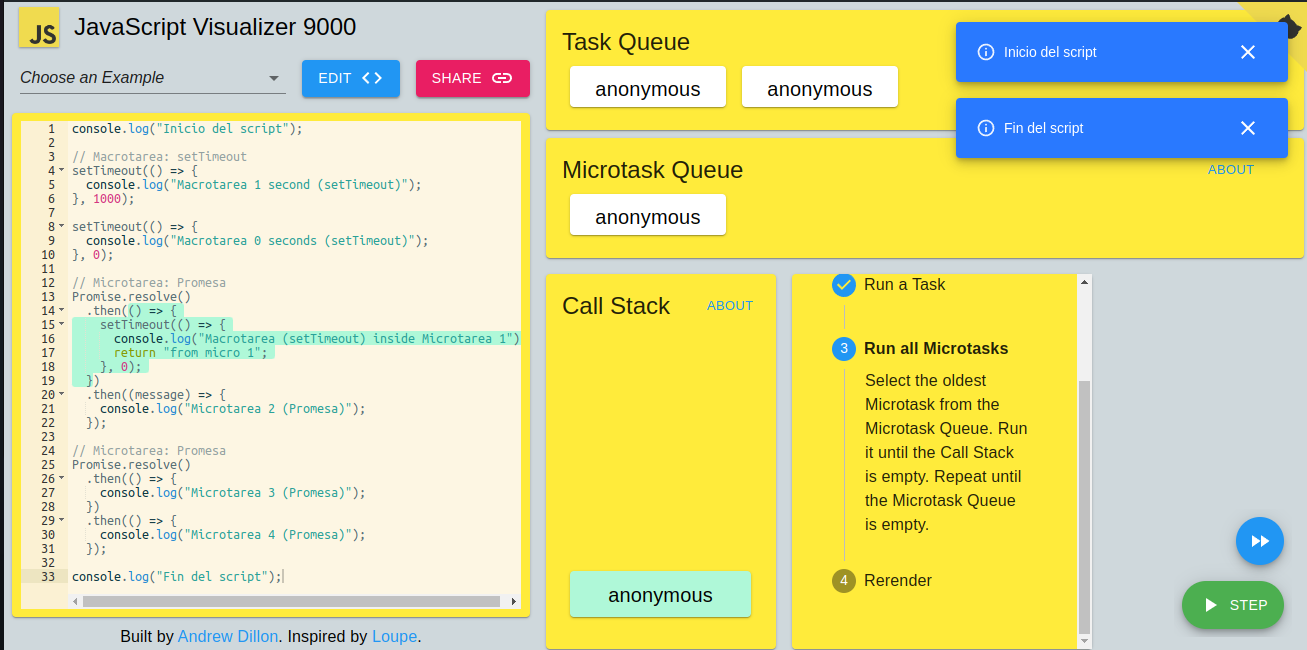 JS
JavaScript Visualizer 9000
Choose an Example
EDIT
SHARE
1 console.log("Inicio del script");
2
3 // Macrotarea: setTimeout
4 setTimeout(() => {
5 console.log("Macrotarea 1 second (setTimeout)");
6 }, 1000);
7
8 setTimeout(() => {
9 console.log("Macrotarea 0 seconds (setTimeout)");
10 }, 0);
11
12 // Microtarea: Promesa
13 Promise.resolve()
14 .then(() => {
15 setTimeout(() => {
16 console.log("Macrotarea (setTimeout) inside Microtarea 1")
17 return "from micro 1";
18 }, 0);
19 })
20 .then((message) => {
21 console.log("Microtarea 2 (Promesa)");
22 });
23
24 // Microtarea: Promesa
25 Promise.resolve()
26 .then(() => {
27 console.log("Microtarea 3 (Promesa)");
28 })
29 .then(() => {
30 console.log("Microtarea 4 (Promesa)");
31 });
32
33 console.log("Fin del script");
Built by Andrew Dillon. Inspired by Loupe.
Task Queue
anonymous anonymous
Inicio del script
Fin del script
Microtask Queue
ABOUT
anonymous
Call Stack
ABOUT
anonymous
Run a Task
3 Run all Microtasks
Select the oldest
Microtask from the
Microtask Queue. Run
it until the Call Stack
is empty. Repeat until
the Microtask Queue
is empty.
4 Rerender
STEP